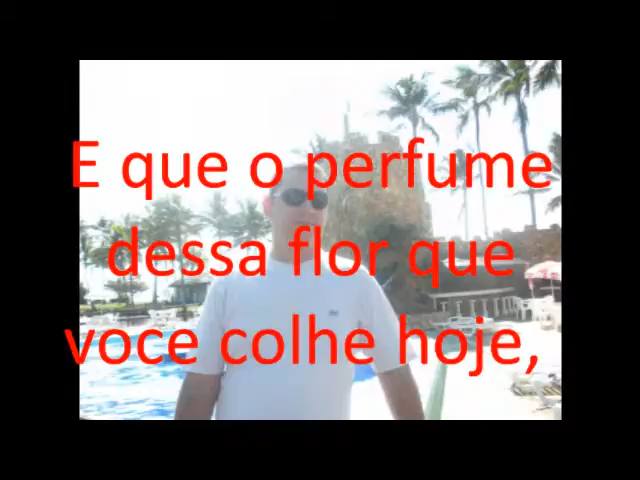 E que o perfume
dessa flor que
voce colhe hoje,